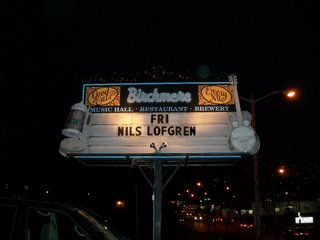 Birchmere
MUSIC HALL · RESTAURANT · BREWERY
FRI
NILS LOFGREN